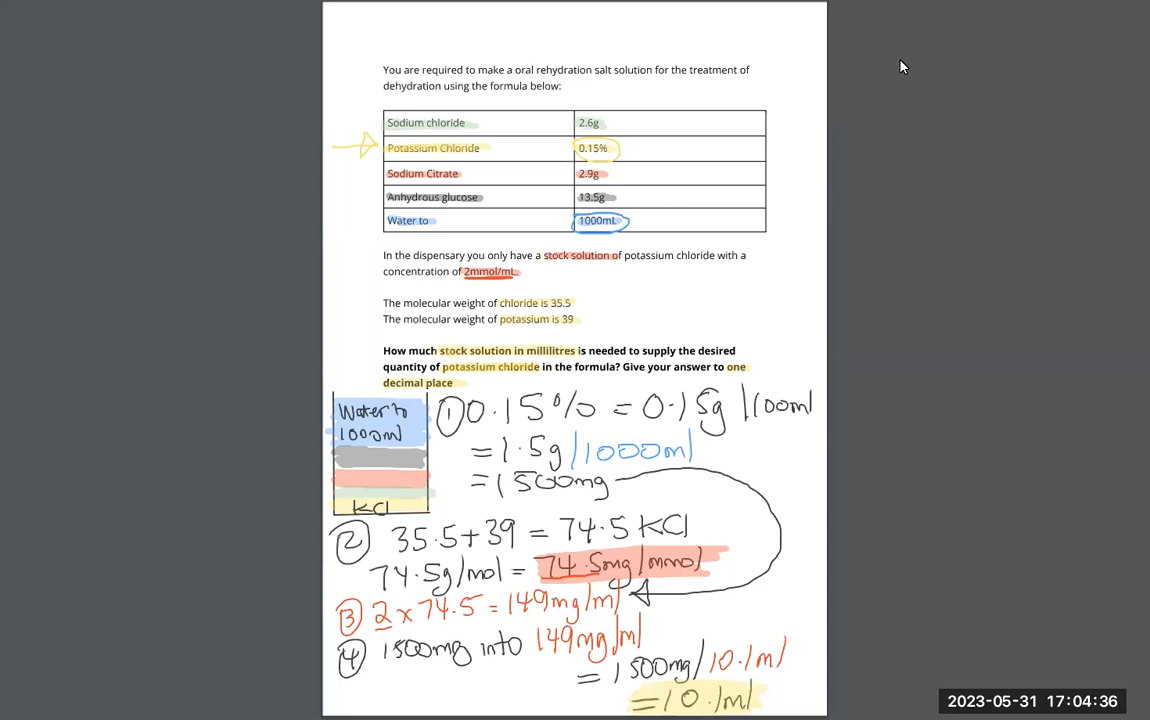 You are required to make a oral rehydration salt solution for the treatment of
dehydration using the formula below:
Sodium chloride 2.6g
Potassium Chloride 0.15%
Sodium Citrate 2.9g
Anhydrous glucose 13.5g
Water to 1000mL
In the dispensary you only have a stock solution of potassium chloride with a
concentration of 2mmol/mL.
The molecular weight of chloride is 35.5
The molecular weight of potassium is 39
How much stock solution in millilitres is needed to supply the desired
quantity of potassium chloride in the formula? Give your answer to one
decimal place
Water to
1000ml
KCl
① 0.15% = 0.15g/100ml
= 1.5g/1000ml
= 1500mg
② 35.5+39 = 74.5 KCl
74.5g/mol = 74.5mg/mmol
③ 2 x 74.5 = 149mg/ml
④ 1500mg into 149mg/ml
= 1500mg/10.1ml
= 10.1ml
2023-05-31 17:04:36